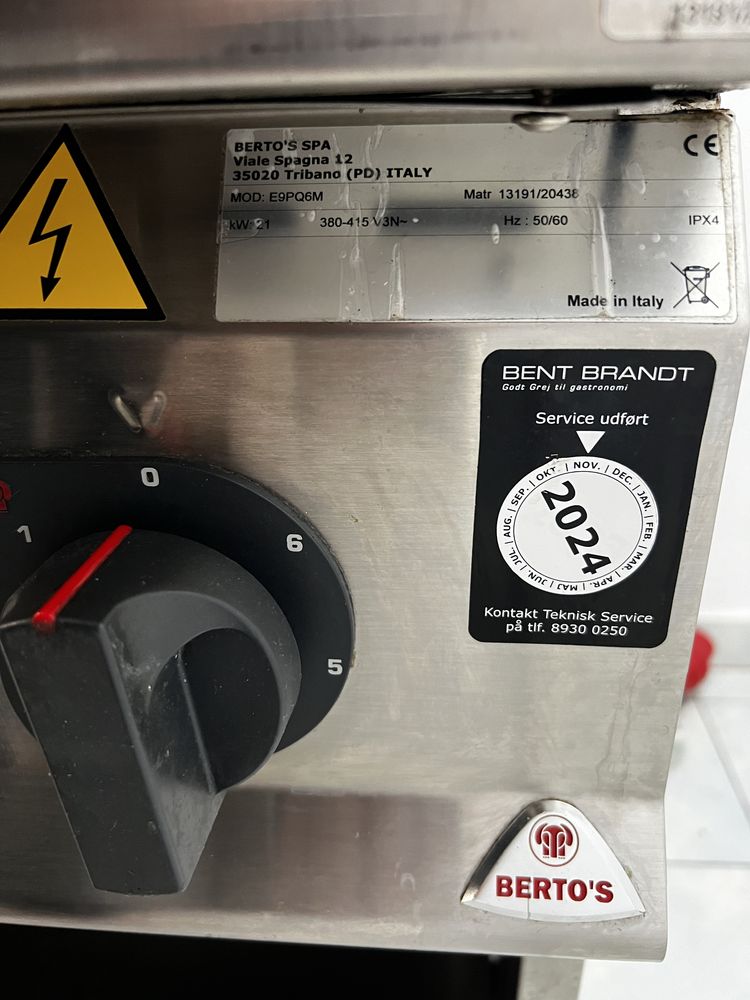 BERTO'S SPA
Viale Spagna 12
35020 Tribano (PD) ITALY
MOD: E9PQ6M Matr 13191/20438
kW: 21 380-415 V3N~ Hz : 50/60 IPX4
Made in Italy
CE
BENT BRANDT
Godt Grej til gastronomi
Service udført
OKT. | NOV. | DEC. | JAN. | FEB. | MAR. | APR. | MAJ | JUN. | JUL. | AUG. | SEP. |
2024
Kontakt Teknisk Service
på tlf. 8930 0250
0
1
6
5
BERTO'S